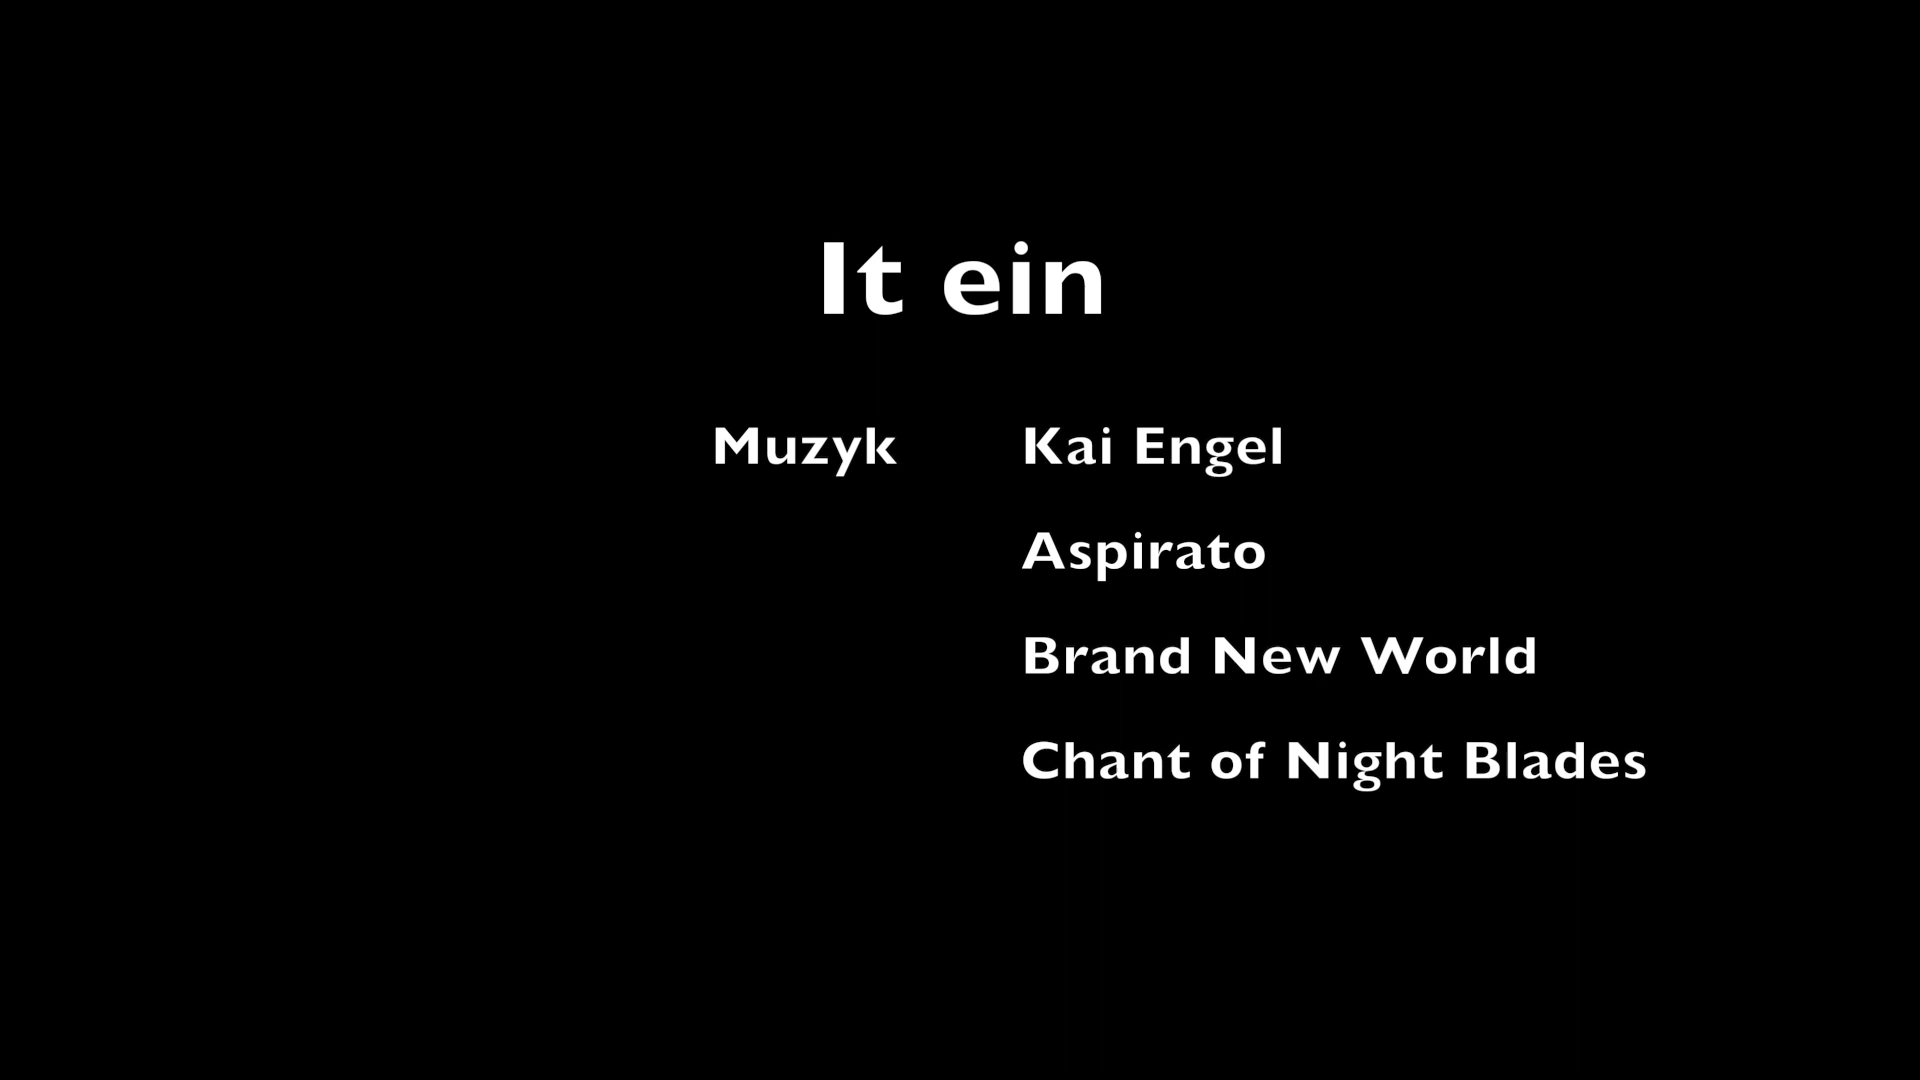 It ein
Muzyk Kai Engel
Aspirato
Brand New World
Chant of Night Blades